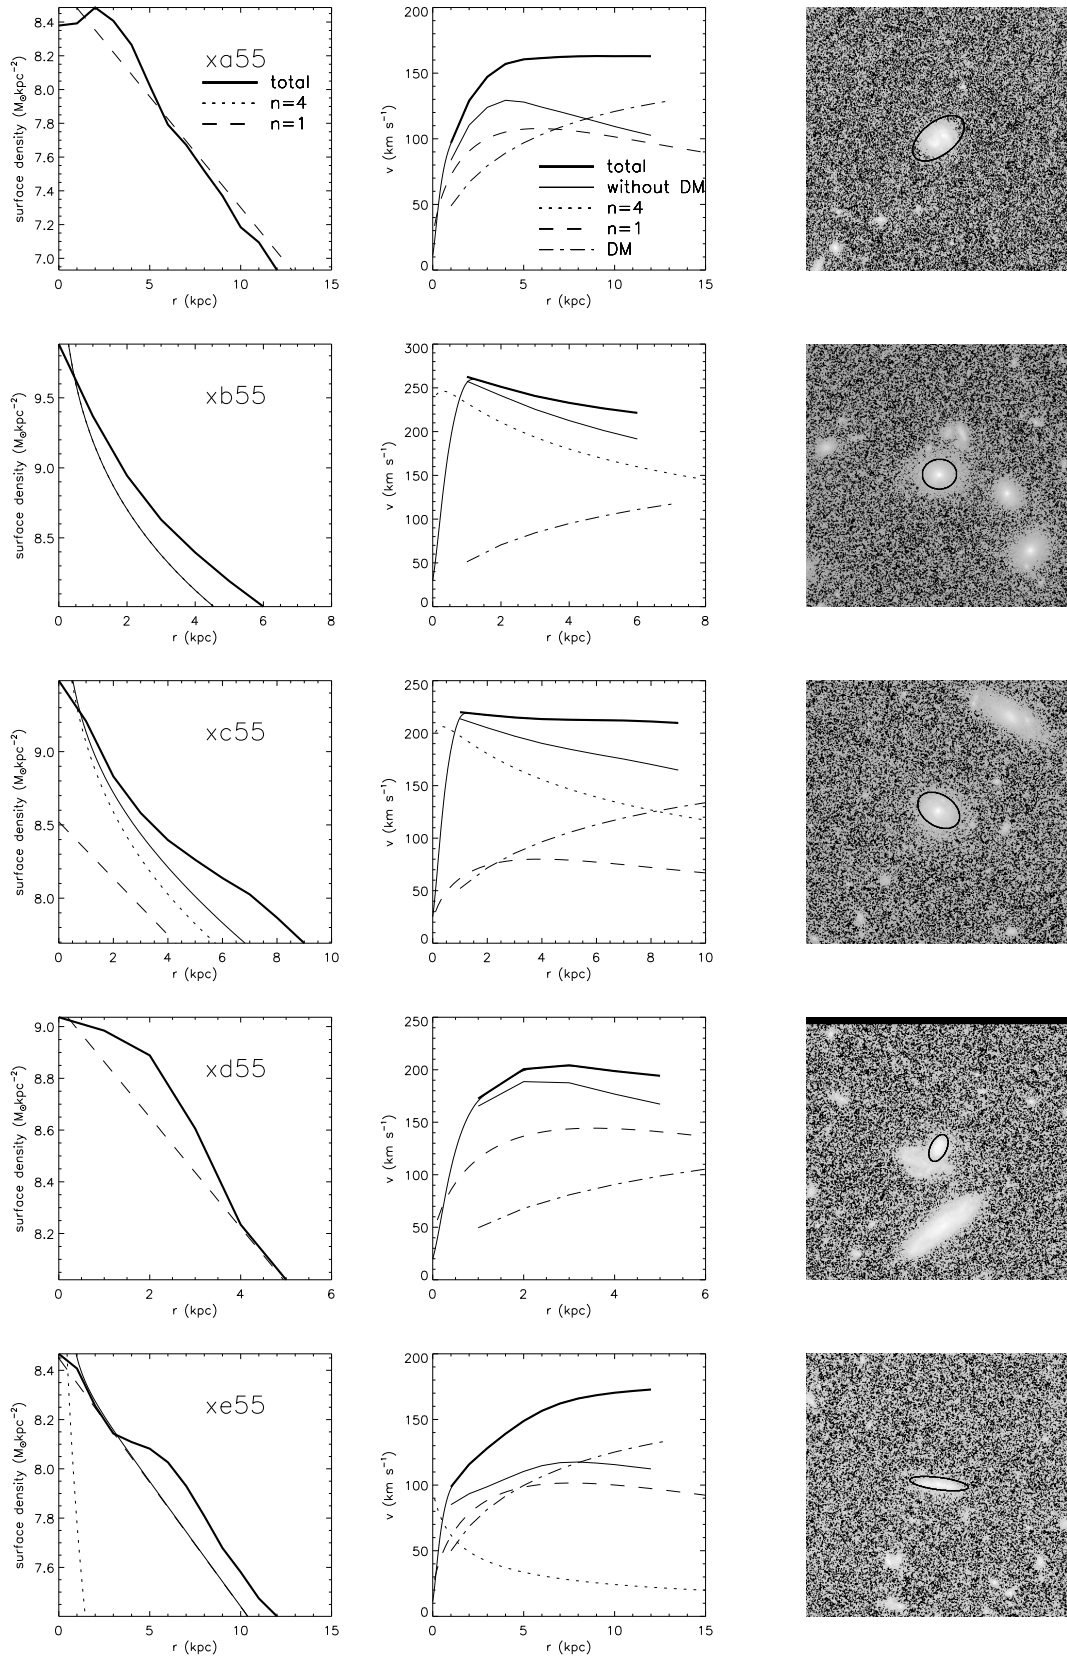 xa55
total
n=4
n=1
surface density (M⊙kpc⁻²)
8.4
8.2
8.0
7.8
7.6
7.4
7.2
7.0
0 5 10 15
r (kpc)
v (km s⁻¹)
200
150
100
50
0
total
without DM
n=4
n=1
DM
0 5 10 15
r (kpc)
xb55
surface density (M⊙kpc⁻²)
9.5
9.0
8.5
0 2 4 6 8
r (kpc)
v (km s⁻¹)
300
250
200
150
100
50
0
0 2 4 6 8
r (kpc)
xc55
surface density (M⊙kpc⁻²)
9.0
8.5
8.0
0 2 4 6 8 10
r (kpc)
v (km s⁻¹)
250
200
150
100
50
0
0 2 4 6 8 10
r (kpc)
xd55
surface density (M⊙kpc⁻²)
9.0
8.8
8.6
8.4
8.2
0 2 4 6
r (kpc)
v (km s⁻¹)
250
200
150
100
50
0
0 2 4 6
r (kpc)
xe55
surface density (M⊙kpc⁻²)
8.4
8.2
8.0
7.8
7.6
0 5 10 15
r (kpc)
v (km s⁻¹)
200
150
100
50
0
0 5 10 15
r (kpc)